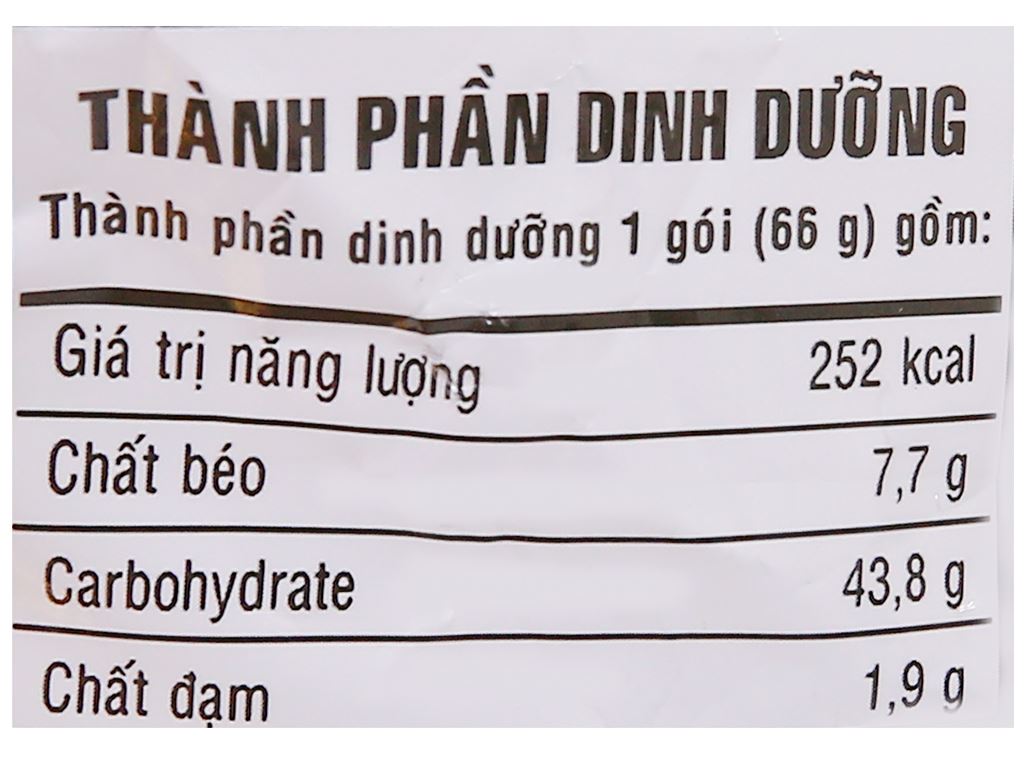 THÀNH PHẦN DINH DƯỠNG
Thành phần dinh dưỡng 1 gói (66 g) gồm:
Giá trị năng lượng 252 kcal
Chất béo 7,7 g
Carbohydrate 43,8 g
Chất đạm 1,9 g